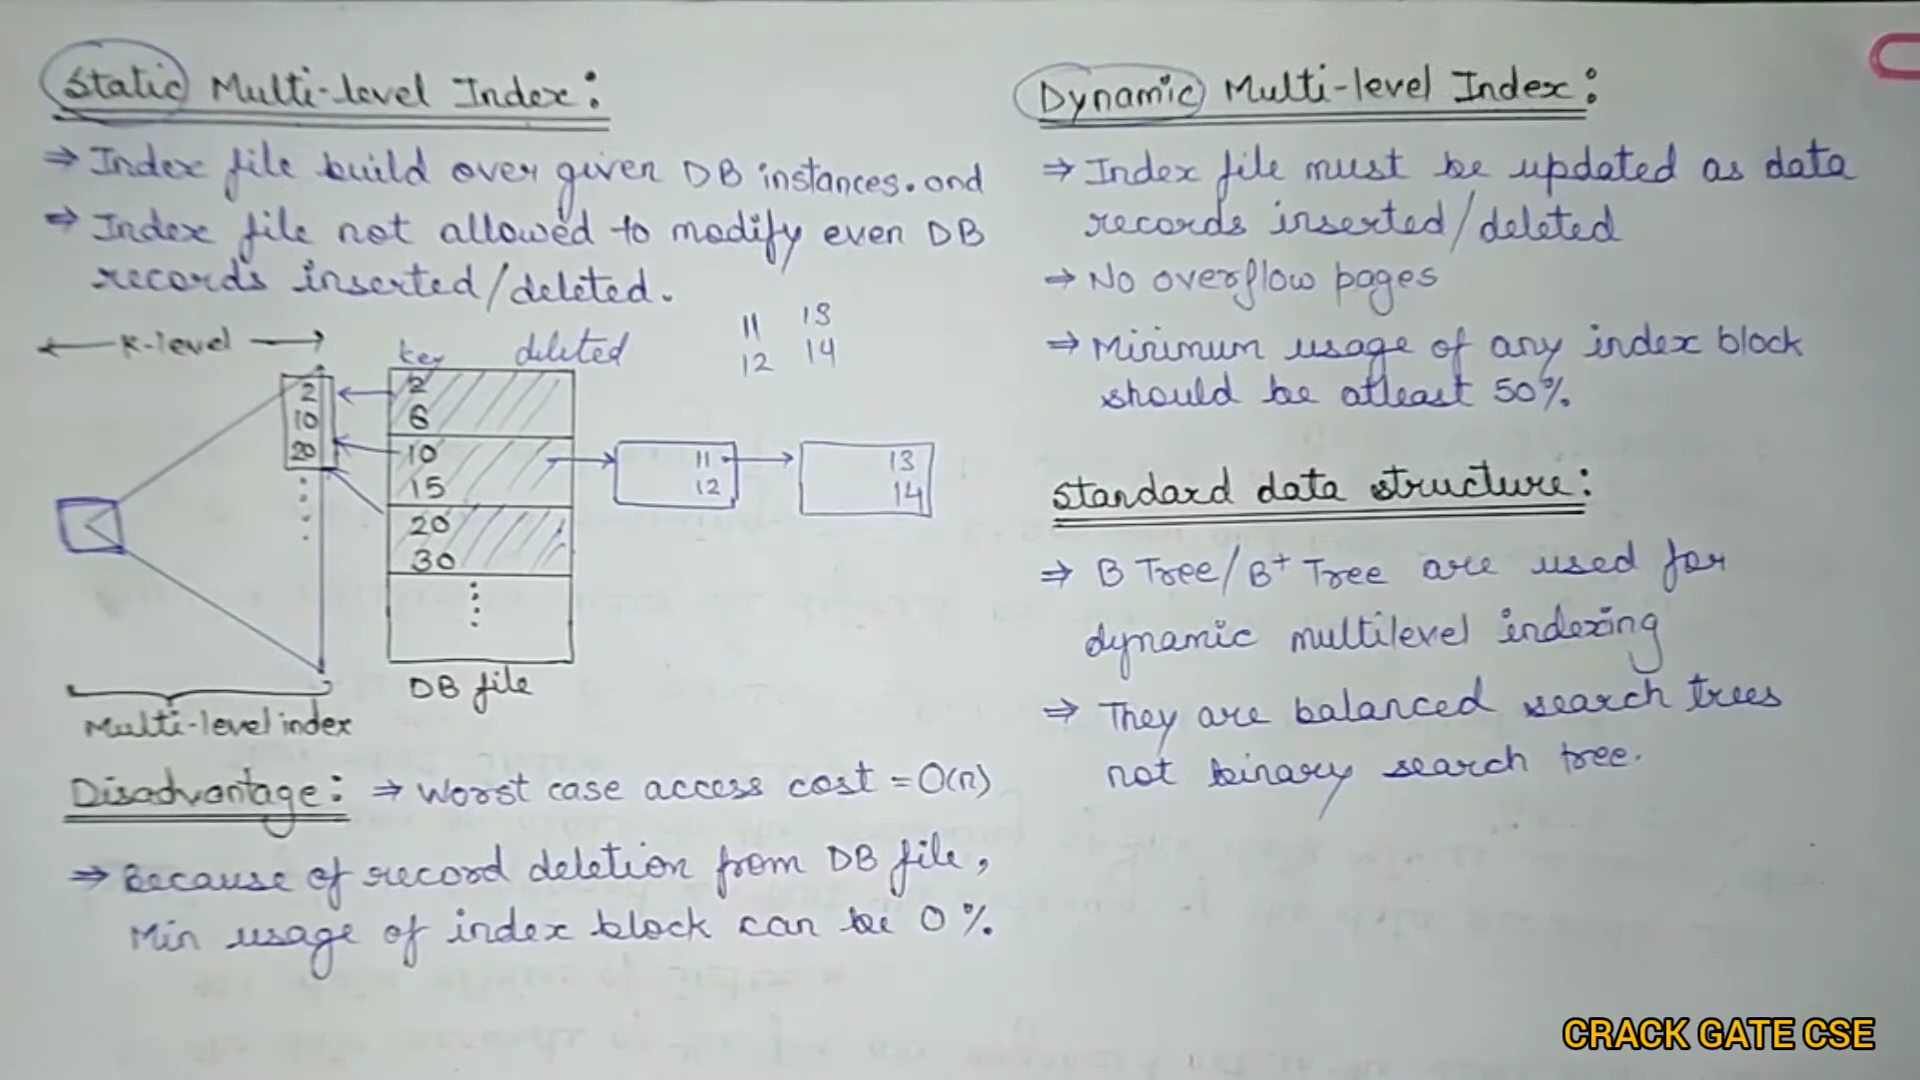 Static Multi-level Index:
⇒ Index file build over given DB instances. and
⇒ Index file not allowed to modify even DB
records inserted/deleted.
← K-level →
key deleted
11 13
12 14
2
10
20
2
6
10
15
20
30
11
12
13
14
DB file
Multi-level index
Disadvantage: ⇒ Worst case access cost = O(n)
⇒ Because of record deletion from DB file,
Min usage of index block can be 0%.
Dynamic Multi-level Index:
⇒ Index file must be updated as data
records inserted/deleted
→ No overflow pages
⇒ Minimum usage of any index block
should be atleast 50%.
Standard data structure:
⇒ B Tree/B+ Tree are used for
dynamic multilevel indexing
⇒ They are balanced search trees
not binary search tree.
CRACK GATE CSE